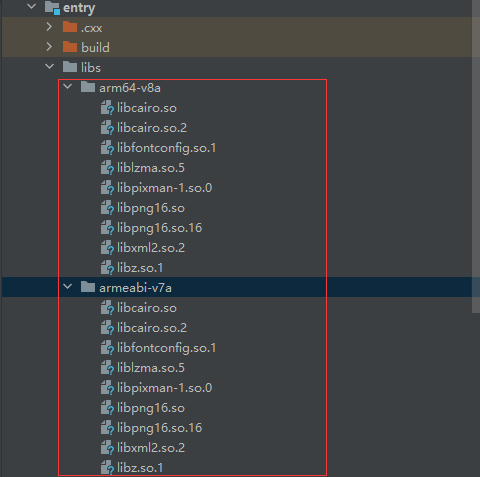 entry
.cxx
build
libs
arm64-v8a
libcairo.so
libcairo.so.2
libfontconfig.so.1
liblzma.so.5
libpixman-1.so.0
libpng16.so
libpng16.so.16
libxml2.so.2
libz.so.1
armeabi-v7a
libcairo.so
libcairo.so.2
libfontconfig.so.1
liblzma.so.5
libpixman-1.so.0
libpng16.so
libpng16.so.16
libxml2.so.2
libz.so.1